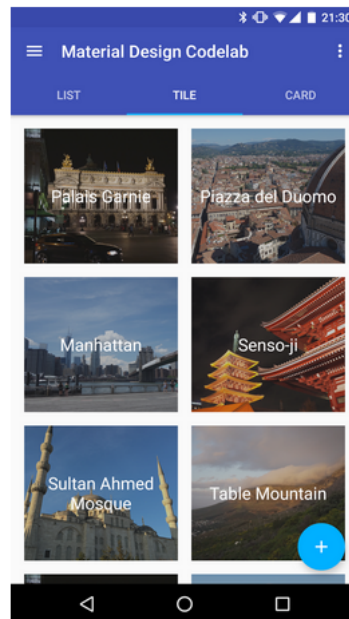 21:30
Material Design Codelab
LIST TILE CARD
Palais Garnie
Piazza del Duomo
Manhattan
Senso-ji
Sultan Ahmed
Mosque
Table Mountain
+